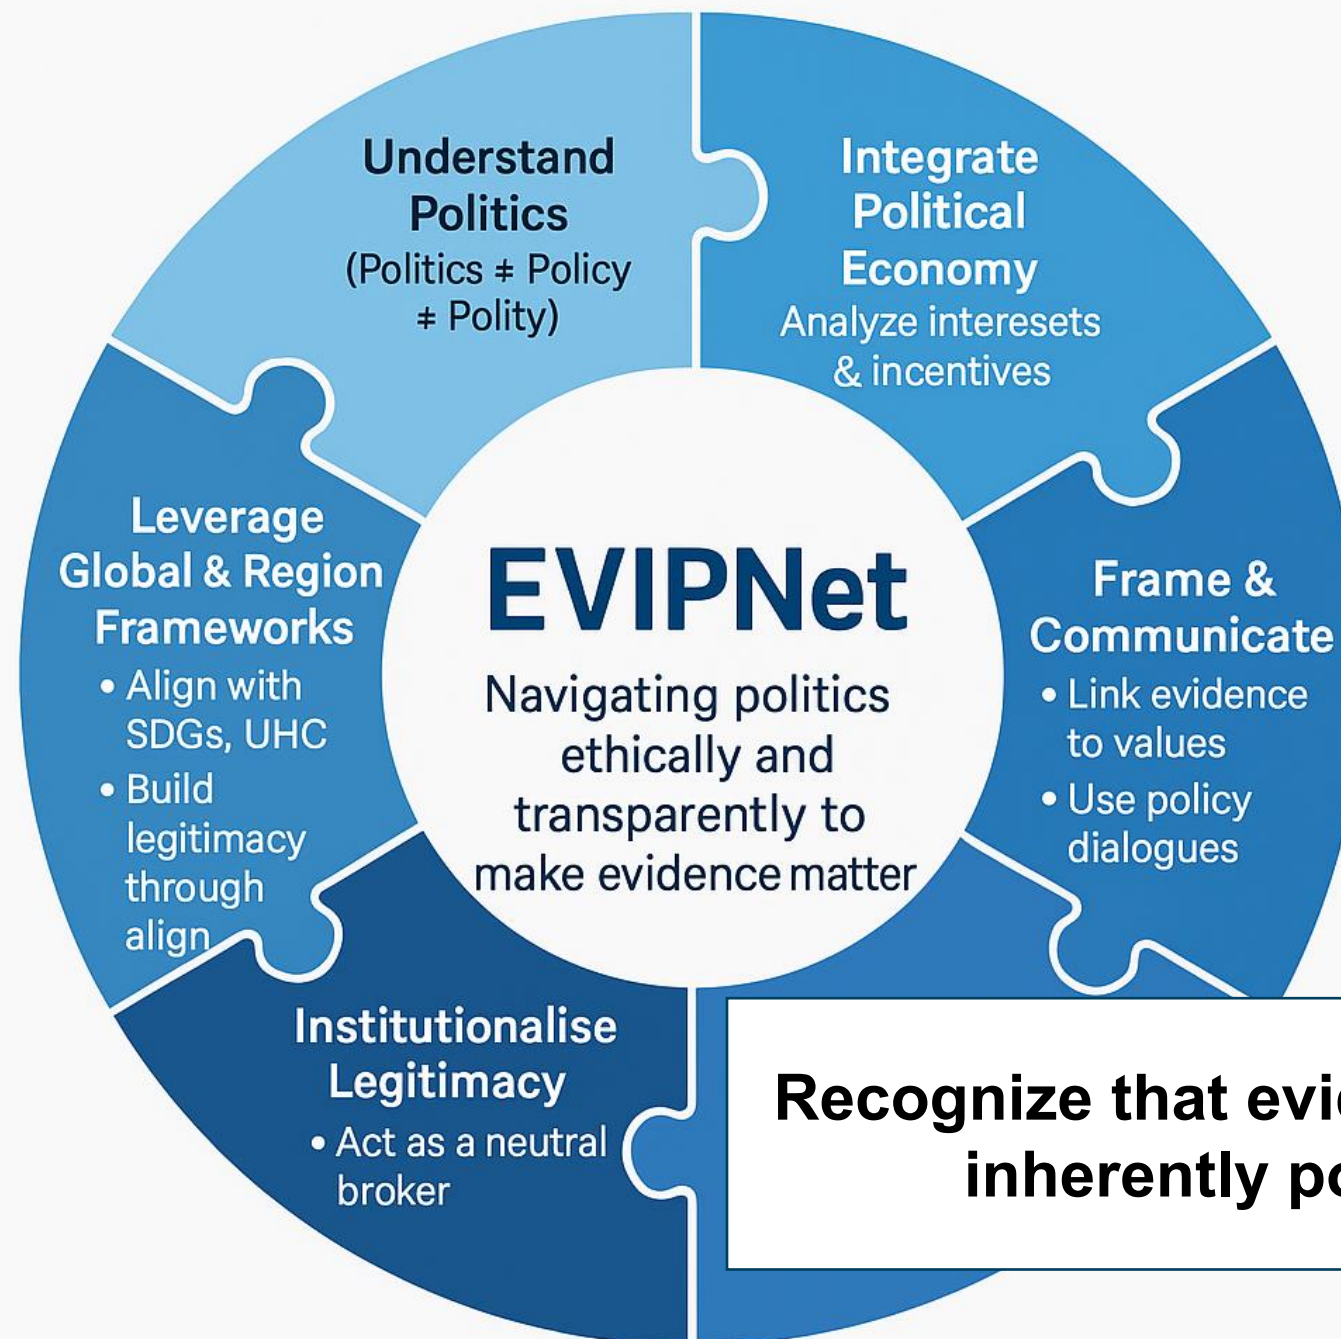 Understand
Politics
(Politics ≠ Policy
≠ Polity)
Integrate
Political
Economy
Analyze interesets
& incentives
Frame &
Communicate
• Link evidence
to values
• Use policy
dialogues
Leverage
Global & Region
Frameworks
• Align with
SDGs, UHC
• Build
legitimacy
through
align
Institutionalise
Legitimacy
• Act as a neutral
broker
EVIPNet
Navigating politics
ethically and
transparently to
make evidence matter
Recognize that
inherently